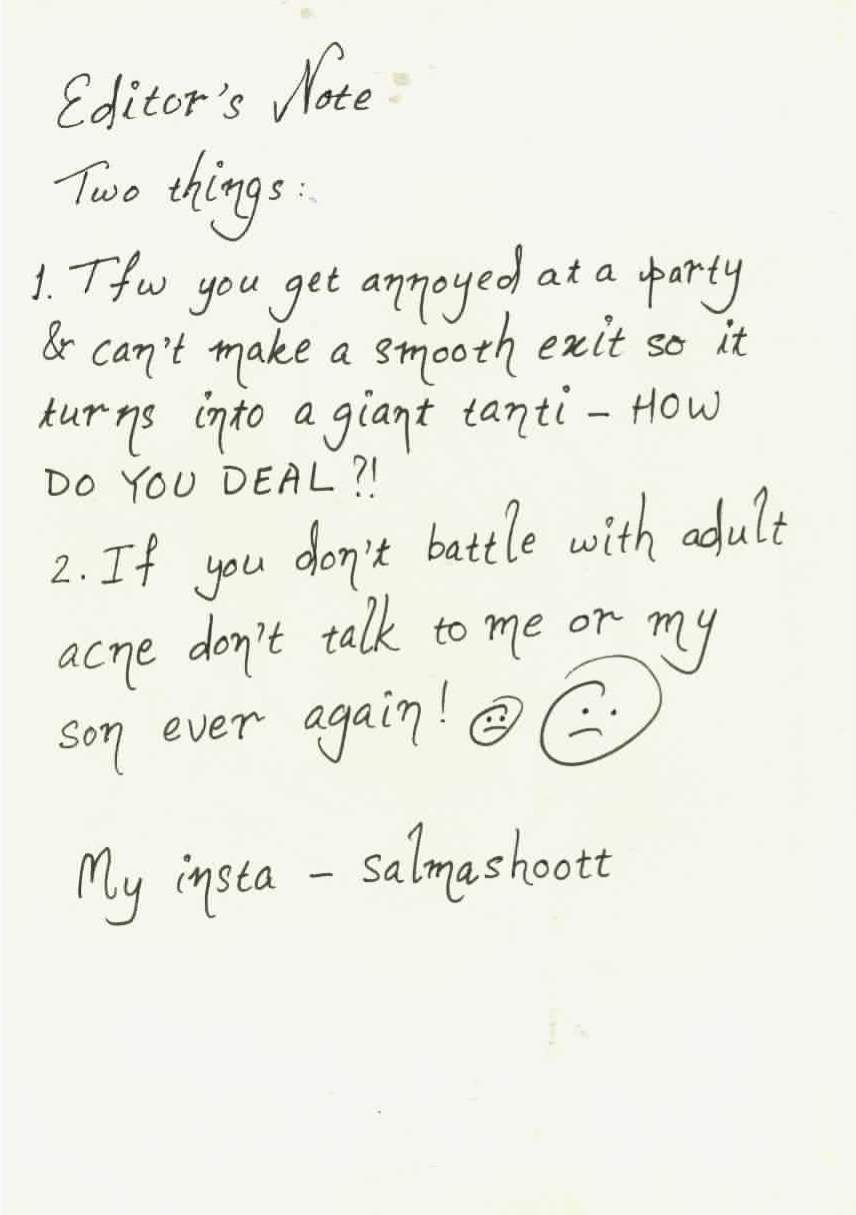 Editor's Note
Two things:
1. Tfw you get annoyed at a party
& can't make a smooth exit so it
turns into a giant tanti - HOW
DO YOU DEAL?!
2. If you don't battle with adult
acne don't talk to me or my
son ever again!
My insta - salmashoott